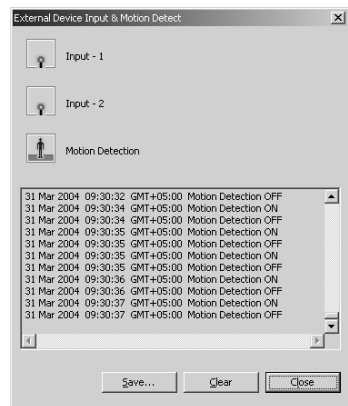 External Device Input & Motion Detect
Input - 1
Input - 2
Motion Detection
31 Mar 2004 09:30:32 GMT+05:00 Motion Detection OFF
31 Mar 2004 09:30:34 GMT+05:00 Motion Detection ON
31 Mar 2004 09:30:34 GMT+05:00 Motion Detection OFF
31 Mar 2004 09:30:35 GMT+05:00 Motion Detection ON
31 Mar 2004 09:30:35 GMT+05:00 Motion Detection OFF
31 Mar 2004 09:30:35 GMT+05:00 Motion Detection ON
31 Mar 2004 09:30:35 GMT+05:00 Motion Detection OFF
31 Mar 2004 09:30:36 GMT+05:00 Motion Detection ON
31 Mar 2004 09:30:36 GMT+05:00 Motion Detection OFF
31 Mar 2004 09:30:37 GMT+05:00 Motion Detection ON
31 Mar 2004 09:30:37 GMT+05:00 Motion Detection OFF
Save... Clear Close